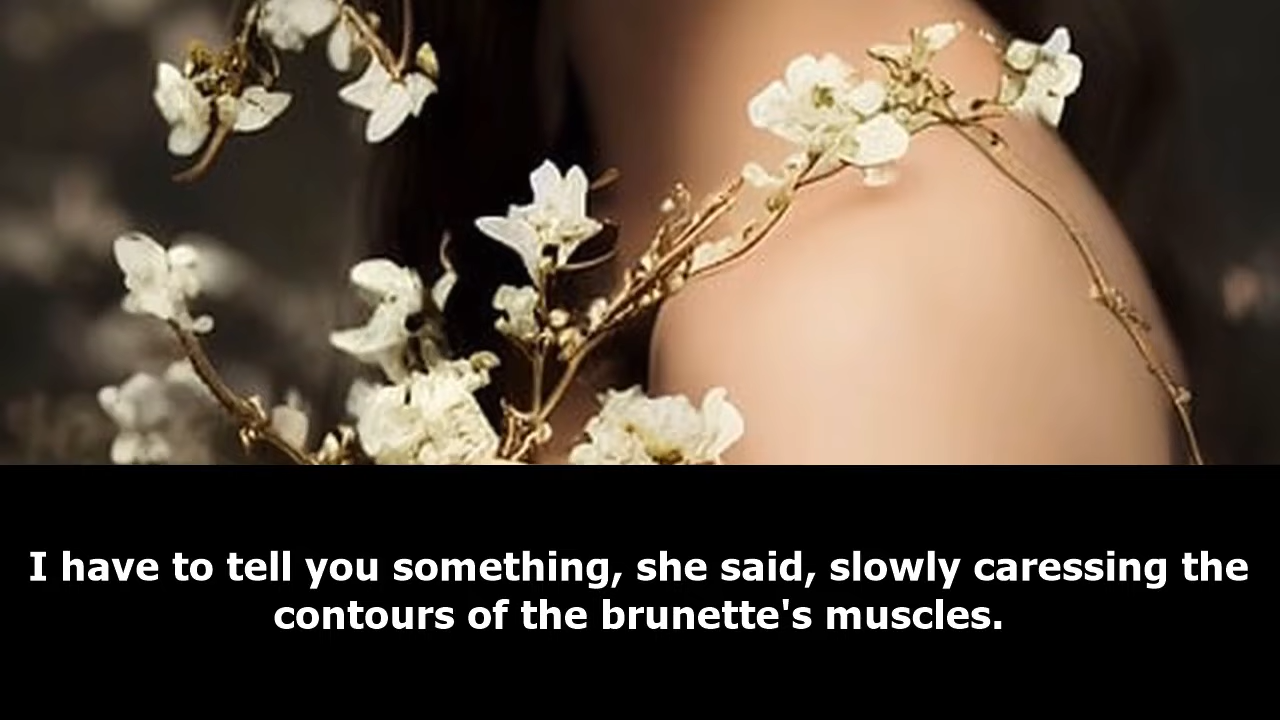 I have to tell you something, she said, slowly caressing the
contours of the brunette's muscles.